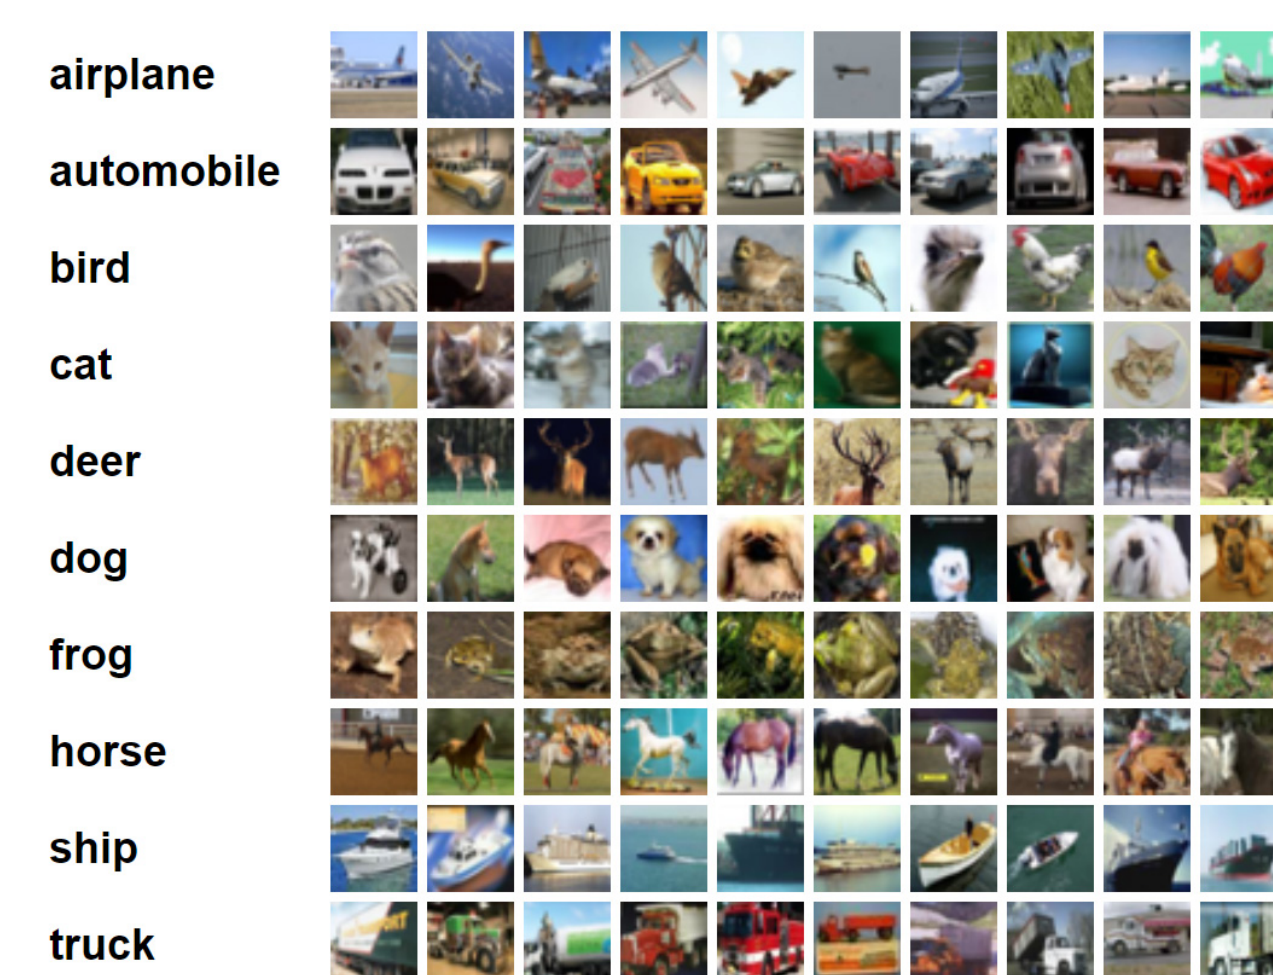 airplane
automobile
bird
cat
deer
dog
frog
horse
ship
truck